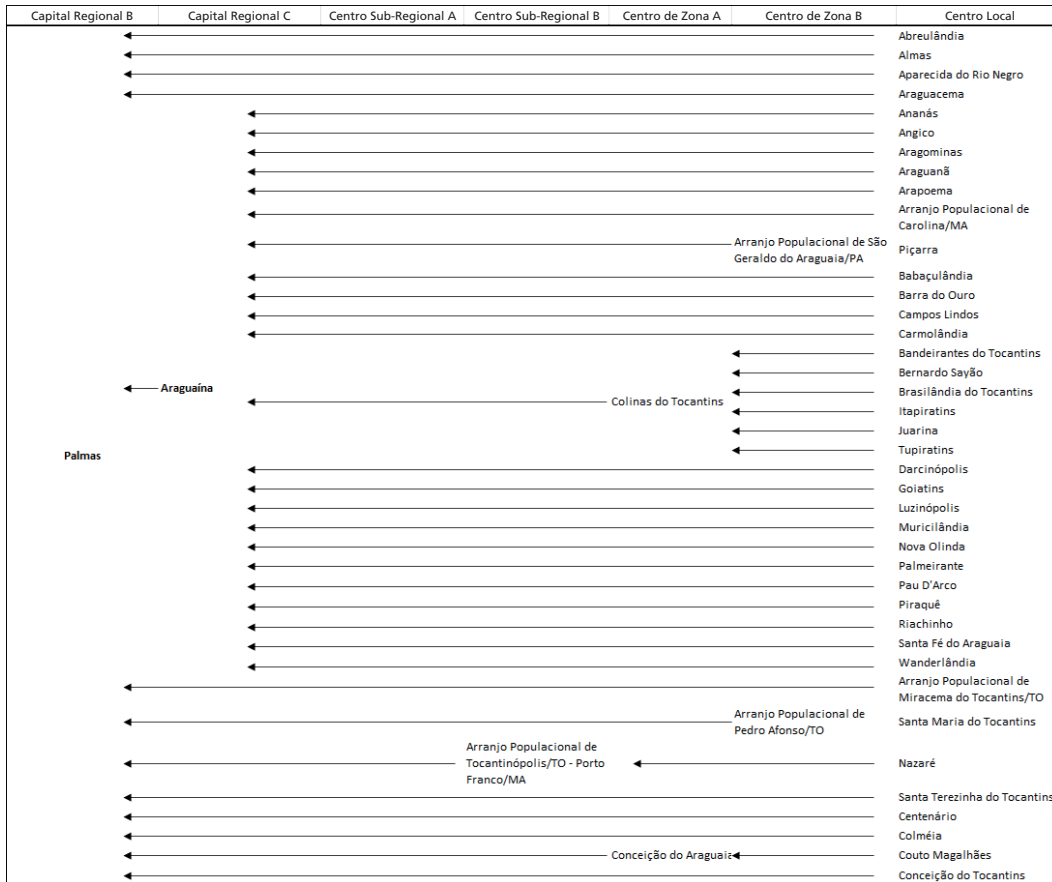 Capital Regional B Capital Regional C Centro Sub-Regional A Centro Sub-Regional B Centro de Zona A Centro de Zona B Centro Local
Abreulândia
Almas
Aparecida do Rio Negro
Araguacema
Ananás
Angico
Aragominas
Araguanã
Arapoema
Arranjo Populacional de
Carolina/MA
Arranjo Populacional de São
Geraldo do Araguaia/PA
Piçarra
Babaçulândia
Barra do Ouro
Campos Lindos
Carmolândia
Bandeirantes do Tocantins
Bernardo Sayão
Araguaína
Brasilândia do Tocantins
Colinas do Tocantins
Itapiratins
Juarina
Tupiratins
Palmas
Darcinópolis
Goiatins
Luzinópolis
Muricilândia
Nova Olinda
Palmeirante
Pau D'Arco
Piraquê
Riachinho
Santa Fé do Araguaia
Wanderlândia
Arranjo Populacional de
Miracema do Tocantins/TO
Arranjo Populacional de
Pedro Afonso/TO
Santa Maria do Tocantins
Arranjo Populacional de
Tocantinópolis/TO - Porto
Franco/MA
Nazaré
Santa Terezinha do Tocantins
Centenário
Colméia
Conceição do Araguaia
Couto Magalhães
Conceição do Tocantins